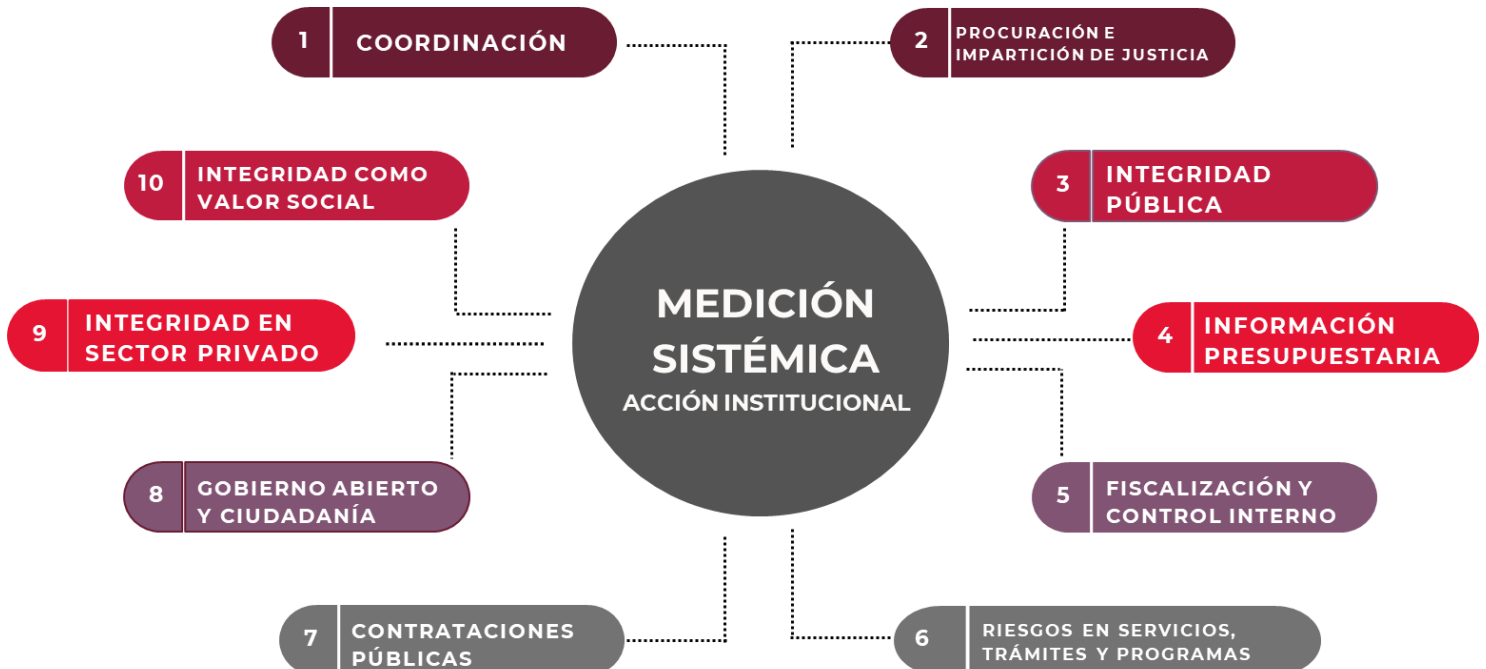 1 COORDINACIÓN
2 PROCURACIÓN E
IMPARTICIÓN DE JUSTICIA
10 INTEGRIDAD COMO
VALOR SOCIAL
3 INTEGRIDAD
PÚBLICA
MEDICIÓN
SISTÉMICA
ACCIÓN INSTITUCIONAL
9 INTEGRIDAD EN
SECTOR PRIVADO
4 INFORMACIÓN
PRESUPUESTARIA
8 GOBIERNO ABIERTO
Y CIUDADANÍA
5 FISCALIZACIÓN Y
CONTROL INTERNO
7 CONTRATACIONES
PÚBLICAS
6 RIESGOS EN SERVICIOS,
TRÁMITES Y PROGRAMAS